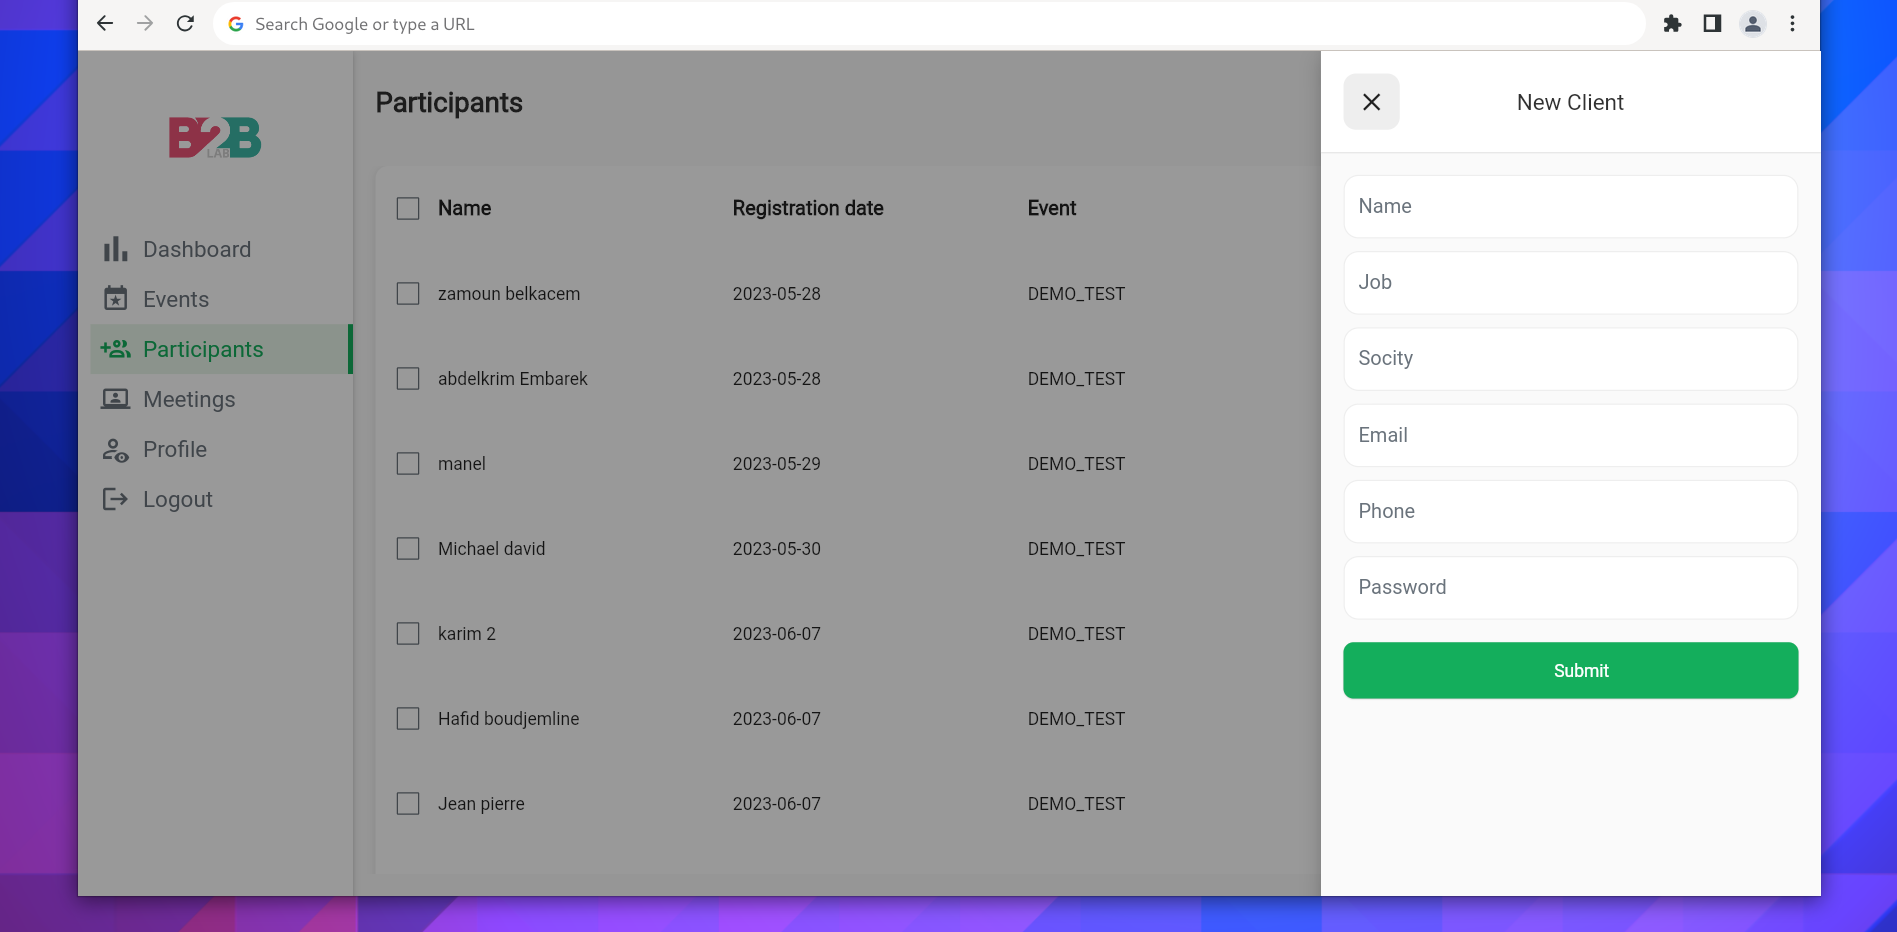 Search Google or type a URL
B2B
LAB
Dashboard
Events
Participants
Meetings
Profile
Logout
Participants
Name Registration date Event
zamoun belkacem 2023-05-28 DEMO_TEST
abdelkrim Embarek 2023-05-28 DEMO_TEST
manel 2023-05-29 DEMO_TEST
Michael david 2023-05-30 DEMO_TEST
karim 2 2023-06-07 DEMO_TEST
Hafid boudjemline 2023-06-07 DEMO_TEST
Jean pierre 2023-06-07 DEMO_TEST
New Client
Name
Job
Socity
Email
Phone
Password
Submit